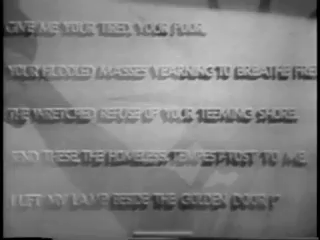 GIVE ME YOUR TIRED, YOUR POOR,
YOUR HUDDLED MASSES YEARNING TO BREATHE FREE
THE WRETCHED REFUSE OF YOUR TEEMING SHORE.
SEND THESE, THE HOMELESS, TEMPEST-TOST TO ME,
I LIFT MY LAMP BESIDE THE GOLDEN DOOR!"